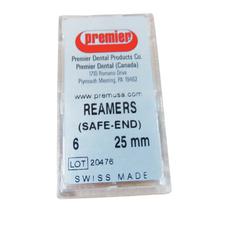 premier
Premier Dental Products Co.
Premier Dental (Canada)
1710 Romano Drive
Plymouth Meeting, PA 19462
www.premusa.com
REAMERS
(SAFE-END)
6 25 mm
LOT 20476
SWISS MADE